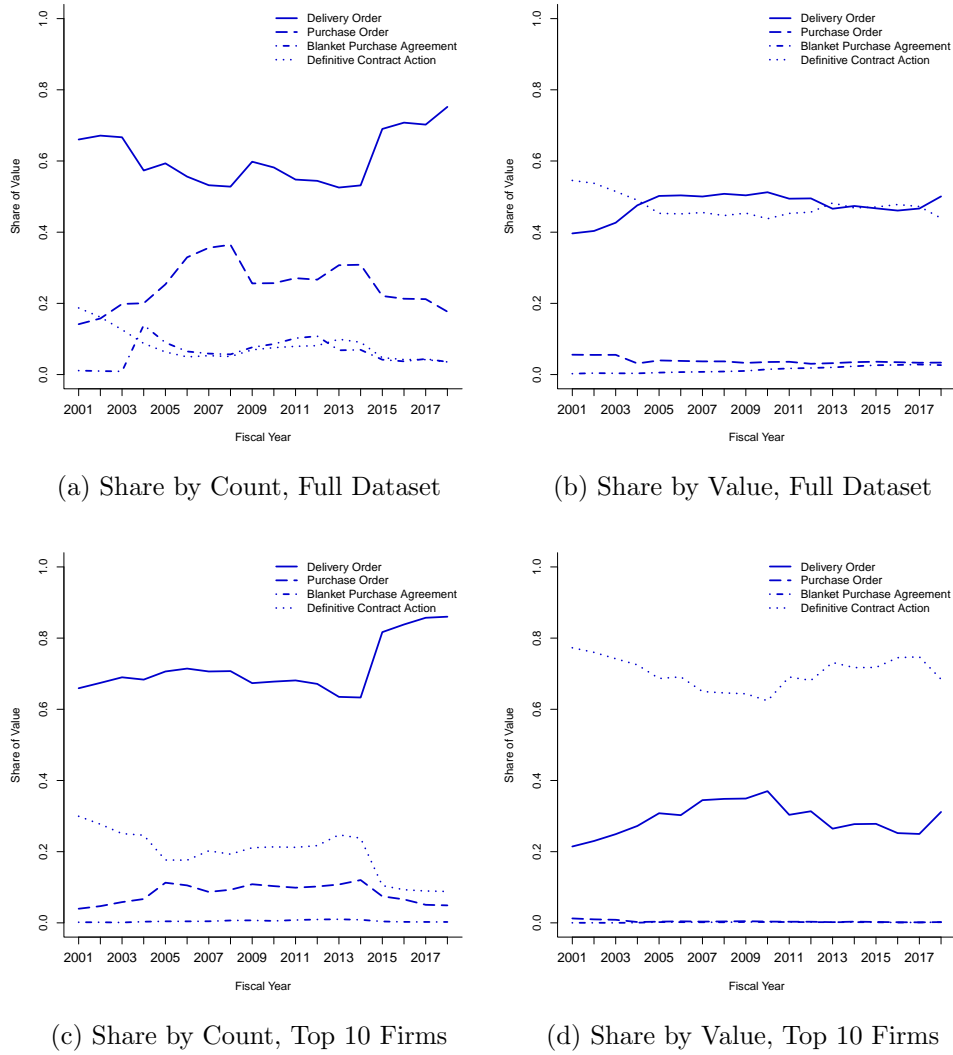 Delivery Order
Purchase Order
Blanket Purchase Agreement
Definitive Contract Action
Share of Value
0.0 0.2 0.4 0.6 0.8 1.0
2001 2003 2005 2007 2009 2011 2013 2015 2017
Fiscal Year
(a) Share by Count, Full Dataset
Delivery Order
Purchase Order
Blanket Purchase Agreement
Definitive Contract Action
Share of Value
0.0 0.2 0.4 0.6 0.8 1.0
2001 2003 2005 2007 2009 2011 2013 2015 2017
Fiscal Year
(b) Share by Value, Full Dataset
Delivery Order
Purchase Order
Blanket Purchase Agreement
Definitive Contract Action
Share of Value
0.0 0.2 0.4 0.6 0.8 1.0
2001 2003 2005 2007 2009 2011 2013 2015 2017
Fiscal Year
(c) Share by Count, Top 10 Firms
Delivery Order
Purchase Order
Blanket Purchase Agreement
Definitive Contract Action
Share of Value
0.0 0.2 0.4 0.6 0.8 1.0
2001 2003 2005 2007 2009 2011 2013 2015 2017
Fiscal Year
(d) Share by Value, Top 10 Firms